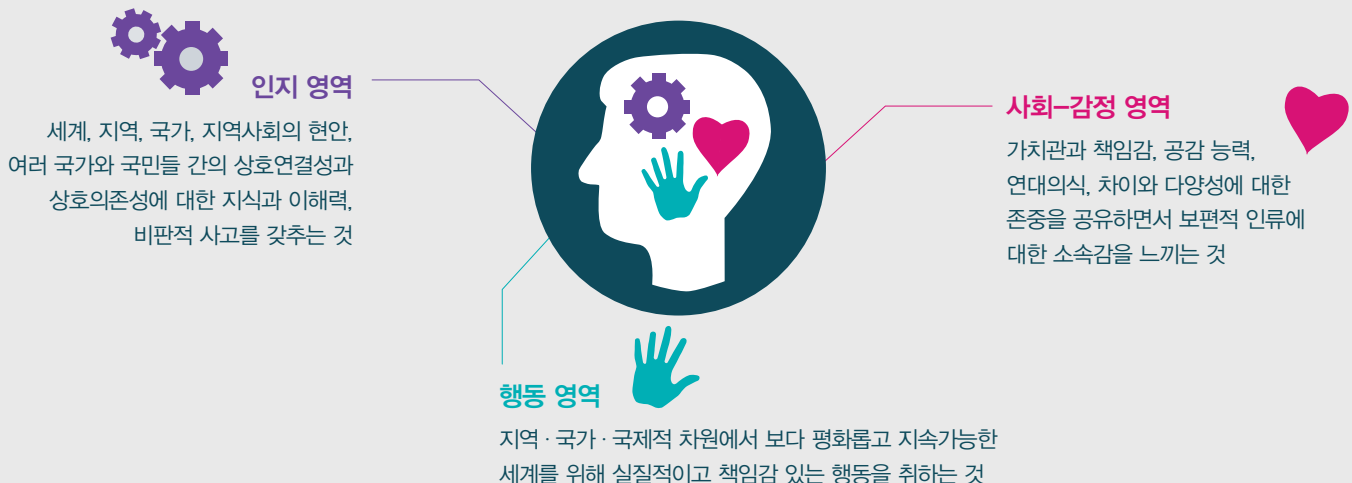 인지 영역
세계, 지역, 국가, 지역사회의 현안,
여러 국가와 국민들 간의 상호연결성과
상호의존성에 대한 지식과 이해력,
비판적 사고를 갖추는 것
사회–감정 영역
가치관과 책임감, 공감 능력,
연대의식, 차이와 다양성에 대한
존중을 공유하면서 보편적 인류에
대한 소속감을 느끼는 것
행동 영역
지역 · 국가 · 국제적 차원에서 보다 평화롭고 지속가능한
세계를 위해 실질적이고 책임감 있는 행동을 취하는 것